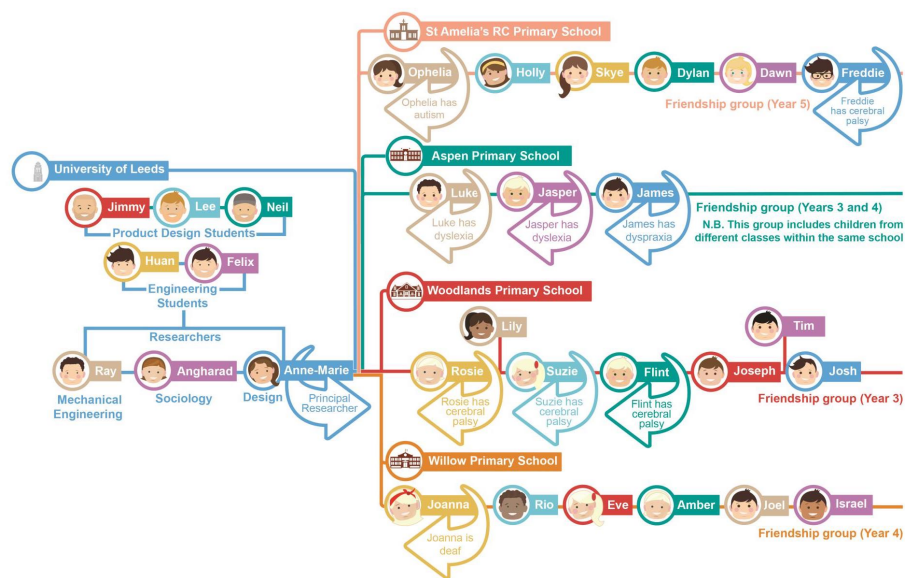 St Amelia's RC Primary School
Ophelia
Holly
Skye
Dylan
Dawn
Freddie
Ophelia has
autism
Friendship group (Year 5)
Freddie
has cerebral
palsy
University of Leeds
Jimmy
Lee
Neil
Product Design Students
Huan
Felix
Engineering
Students
Researchers
Ray
Angharad
Anne-Marie
Mechanical
Engineering
Sociology
Design
Principal
Researcher
Aspen Primary School
Luke
Jasper
James
Luke has
dyslexia
Jasper has
dyslexia
James has
dyspraxia
Friendship group (Years 3 and 4)
N.B. This group includes children from
different classes within the same school
Woodlands Primary School
Lily
Tim
Rosie
Suzie
Flint
Joseph
Josh
Rosie has
cerebral
palsy
Suzie has
cerebral
palsy
Flint has
cerebral
palsy
Friendship group (Year 3)
Willow Primary School
Joanna
Rio
Eve
Amber
Joel
Israel
Joanna is
deaf
Friendship group (Year 4)